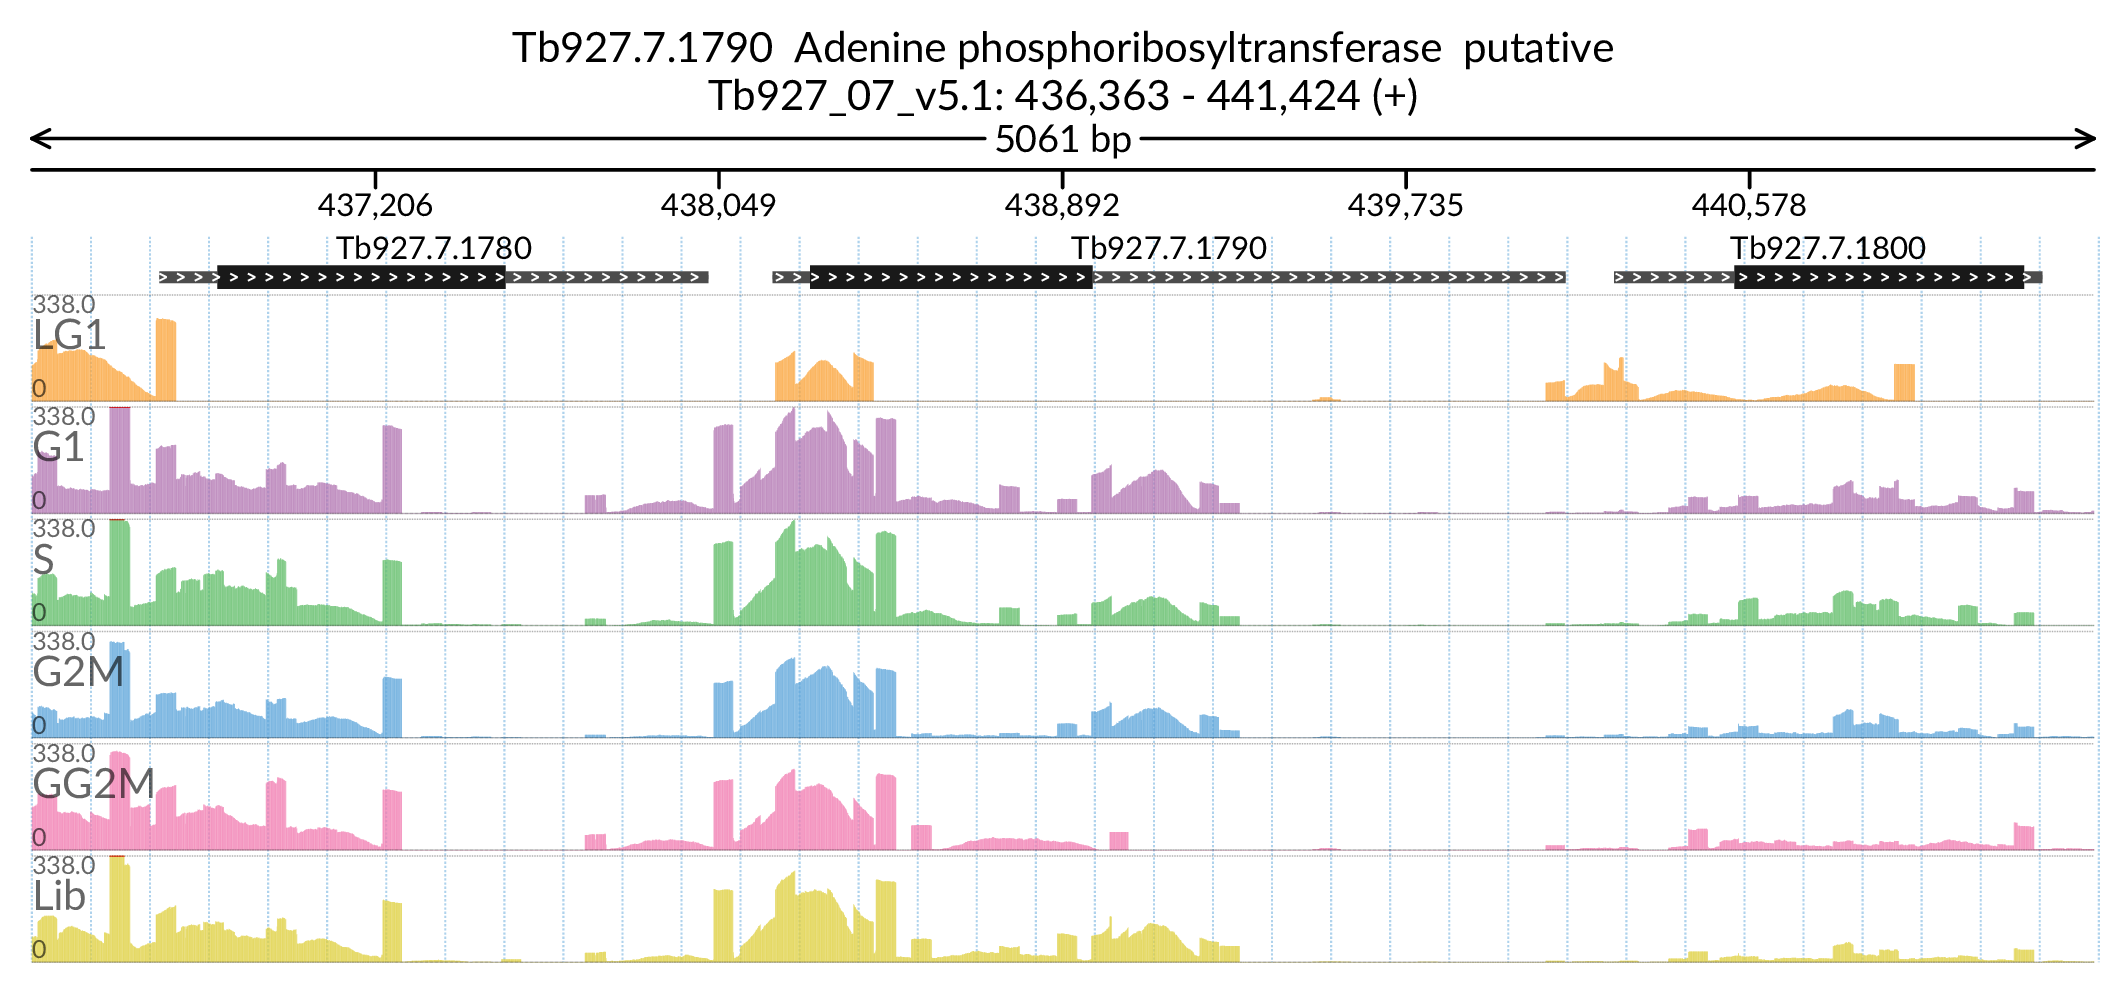 Tb927.7.1790  Adenine phosphoribosyltransferase  putative
Tb927_07_v5.1: 436,363 - 441,424 (+)
5061 bp
437,206 438,049 438,892 439,735 440,578
Tb927.7.1780 Tb927.7.1790 Tb927.7.1800
338.0
LG1
0
338.0
G1
0
338.0
S
0
338.0
G2M
0
338.0
GG2M
0
338.0
Lib
0